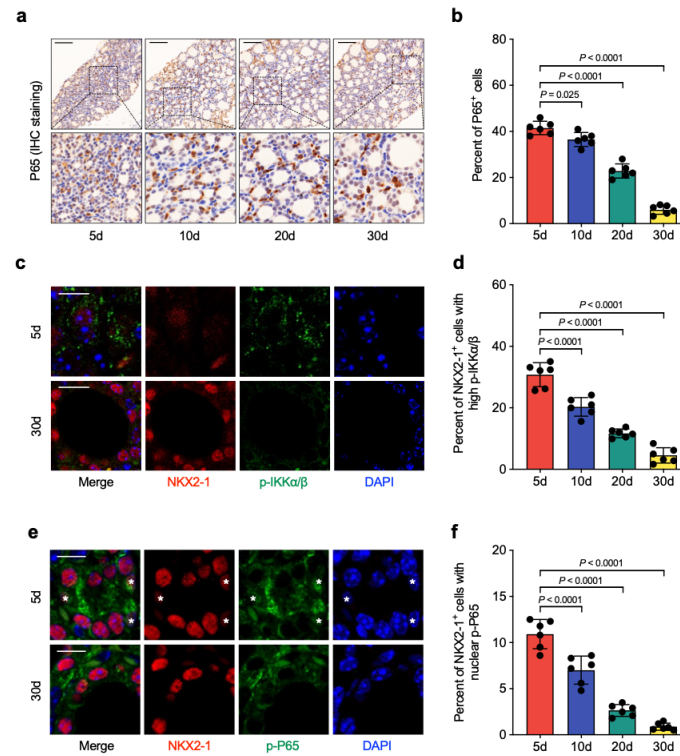 a
P65 (IHC staining)
5d 10d 20d 30d
b
Percent of P65⁺ cells
80
60
40
20
0
P < 0.0001
P < 0.0001
P = 0.025
5d 10d 20d 30d
c
5d
30d
Merge NKX2-1 p-IKKα/β DAPI
d
Percent of NKX2-1⁺ cells with
high p-IKKα/β
60
40
20
0
P < 0.0001
P < 0.0001
P < 0.0001
5d 10d 20d 30d
e
5d
* * * *
* * * *
* * * *
30d
Merge NKX2-1 p-P65 DAPI
f
Percent of NKX2-1⁺ cells with
nuclear p-P65
20
15
10
5
0
P < 0.0001
P < 0.0001
P < 0.0001
5d 10d 20d 30d